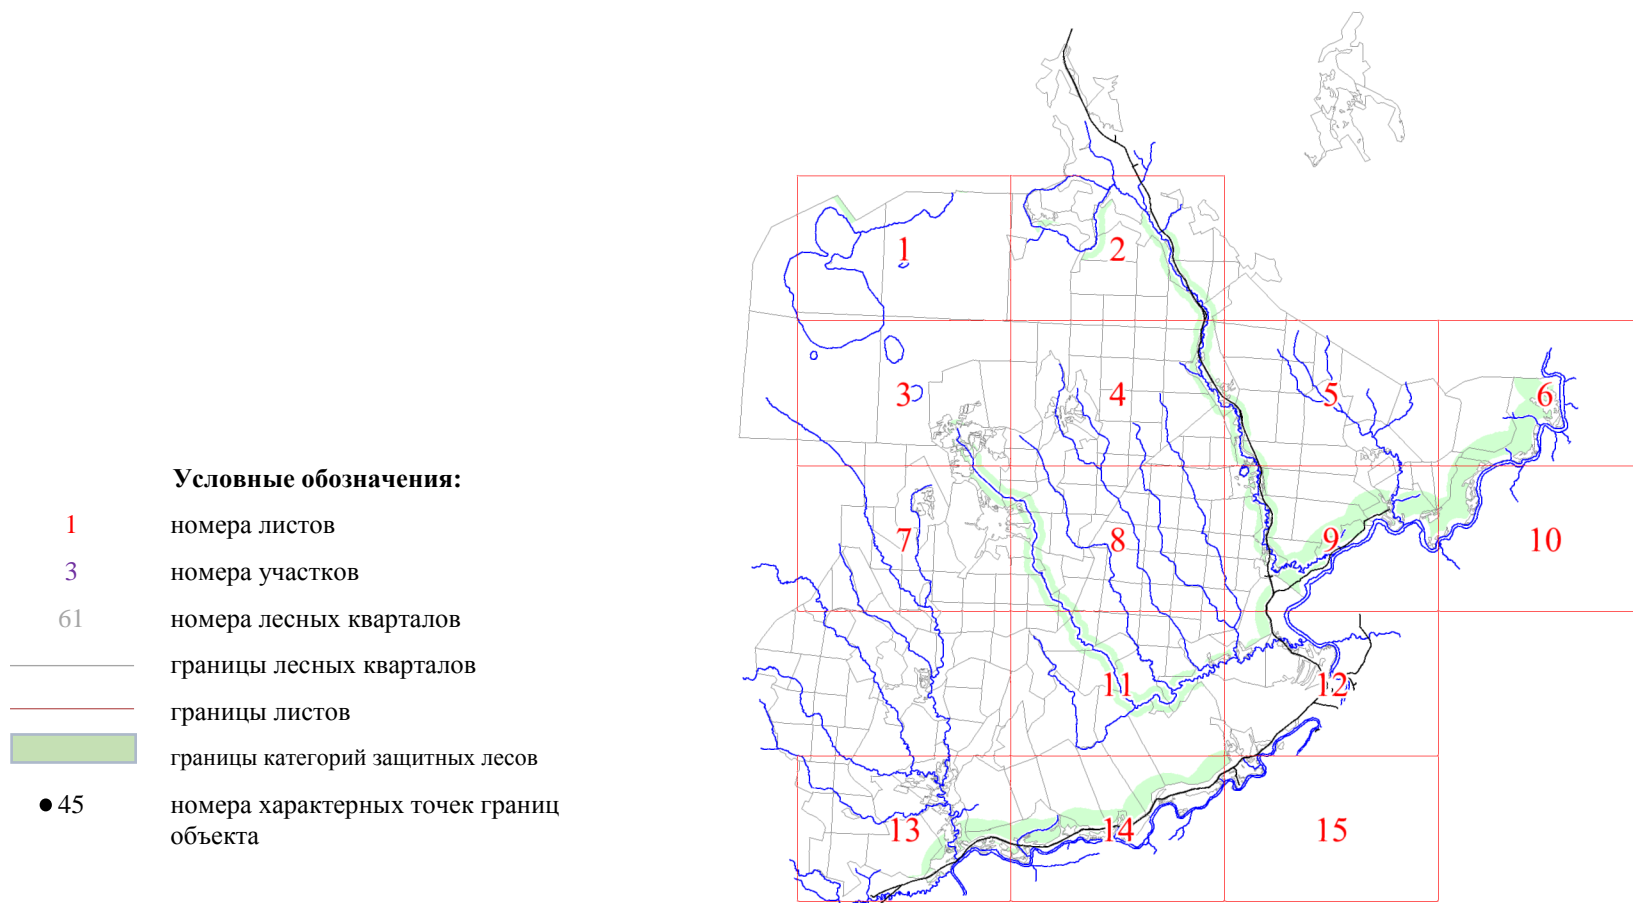 Условные обозначения:
1 номера листов
3 номера участков
61 номера лесных кварталов
границы лесных кварталов
границы листов
границы категорий защитных лесов
45 номера характерных точек границ
объекта
1
2
3
4
5
6
7
8
9
10
11
12
13
14
15